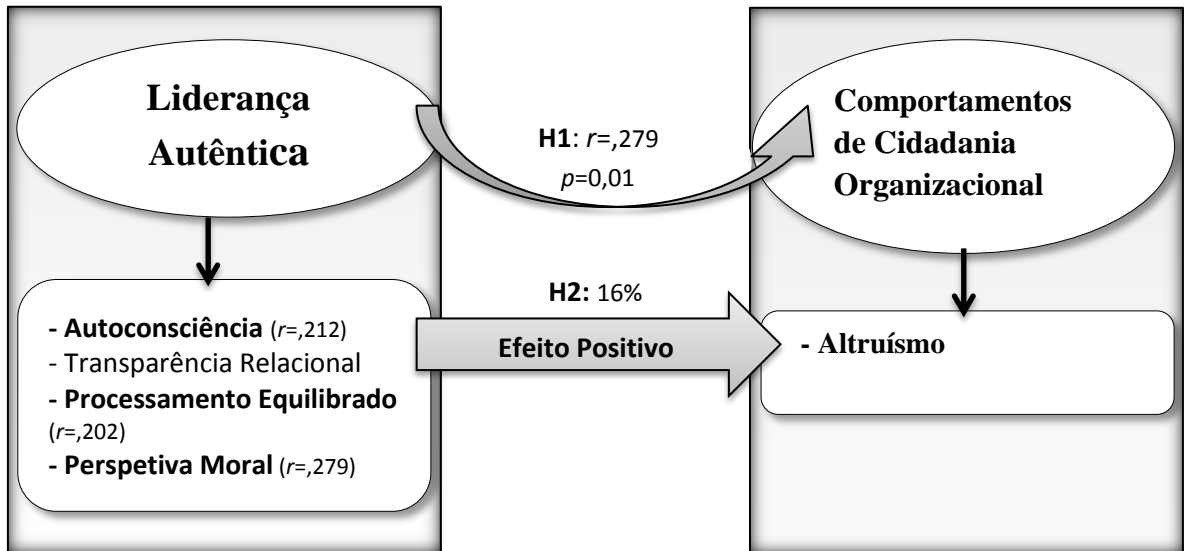 Liderança
Autêntica
H1: r=,279
p=0,01
Comportamentos
de Cidadania
Organizacional
- Autoconsciência (r=,212)
- Transparência Relacional
- Processamento Equilibrado
(r=,202)
- Perspetiva Moral (r=,279)
H2: 16%
Efeito Positivo
- Altruísmo